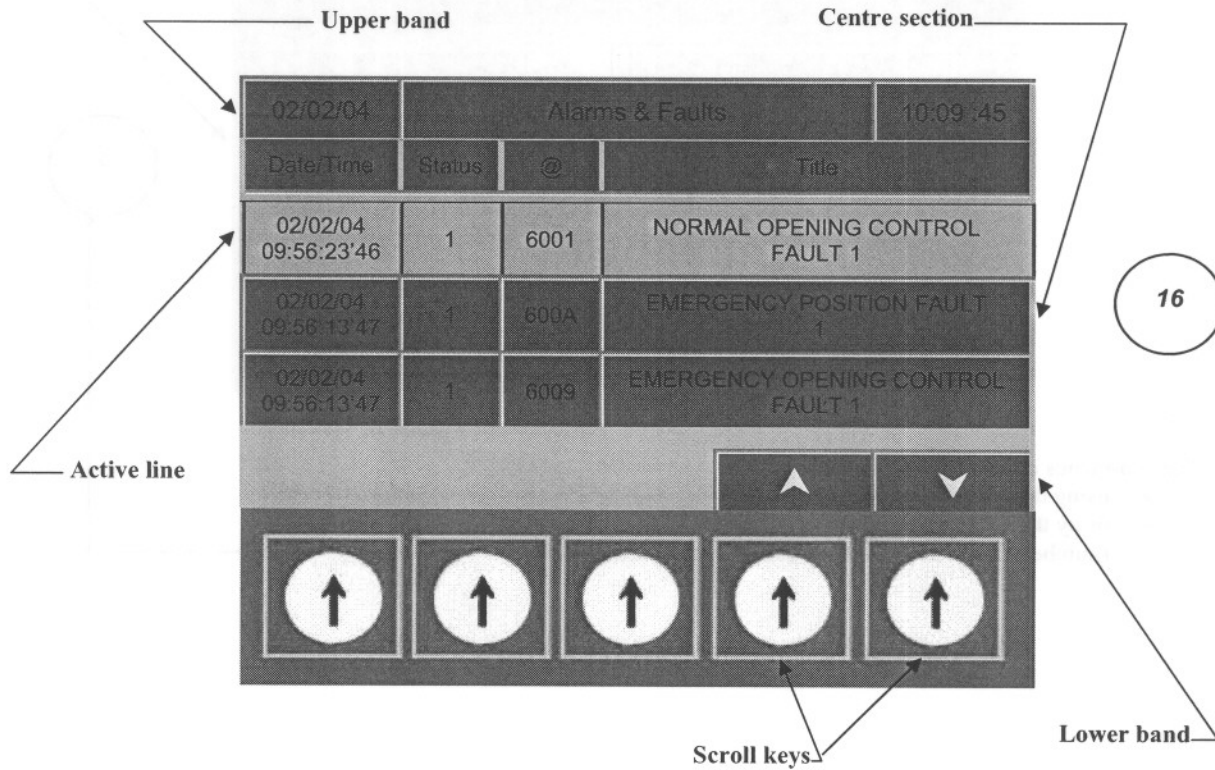 Upper band
Centre section
02/02/04 Alarms & Faults 10:09 :45
Date/Time Status @ Title
02/02/04
09:56:23'46 1 6001 NORMAL OPENING CONTROL
FAULT 1
02/02/04
09:56:13'47 1 600A EMERGENCY POSITION FAULT
1
02/02/04
09:56:13'47 1 6009 EMERGENCY OPENING CONTROL
FAULT 1
16
Active line
Scroll keys
Lower band